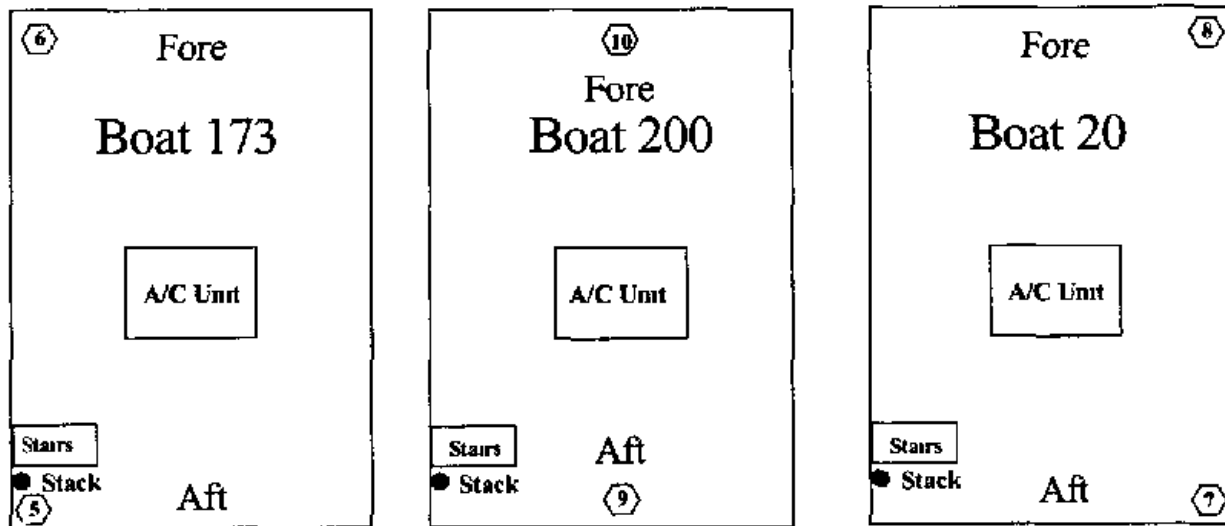 6
Fore
Boat 173
A/C Unit
Stairs
Stack
5
Aft
10
Fore
Boat 200
A/C Unit
Stairs
Aft
Stack
9
8
Fore
Boat 20
A/C Unit
Stairs
Stack
Aft
7